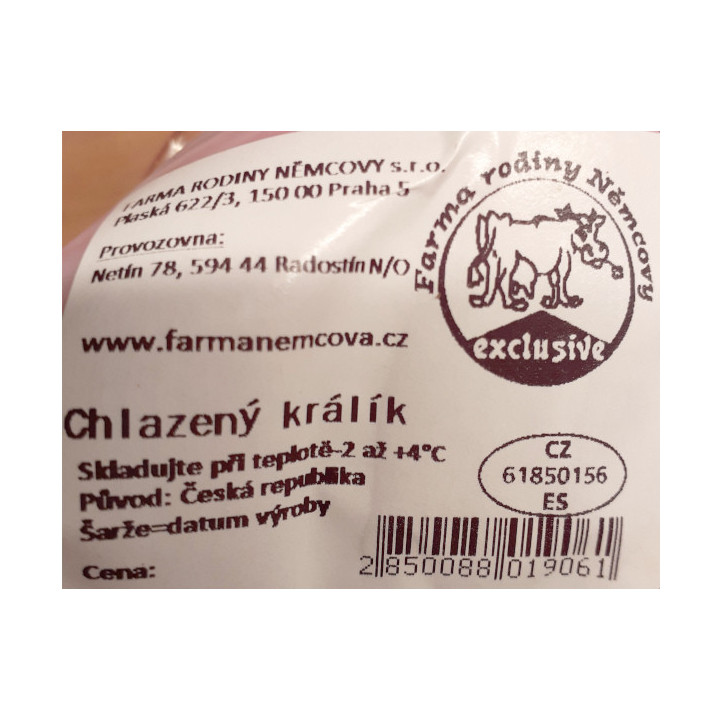 FARMA RODINY NĚMCOVY s.r.o.
Plaská 622/3, 150 00 Praha 5
Provozovna:
Netín 78, 594 44 Radostín N/O
www.farmanemcova.cz
Farma rodiny Němcovy
exclusive
Chlazený králík
Skladujte při teplotě-2 až +4°C
Původ: Česká republika
Šarže=datum výroby
Cena:
CZ
61850156
ES
2 850088 019061